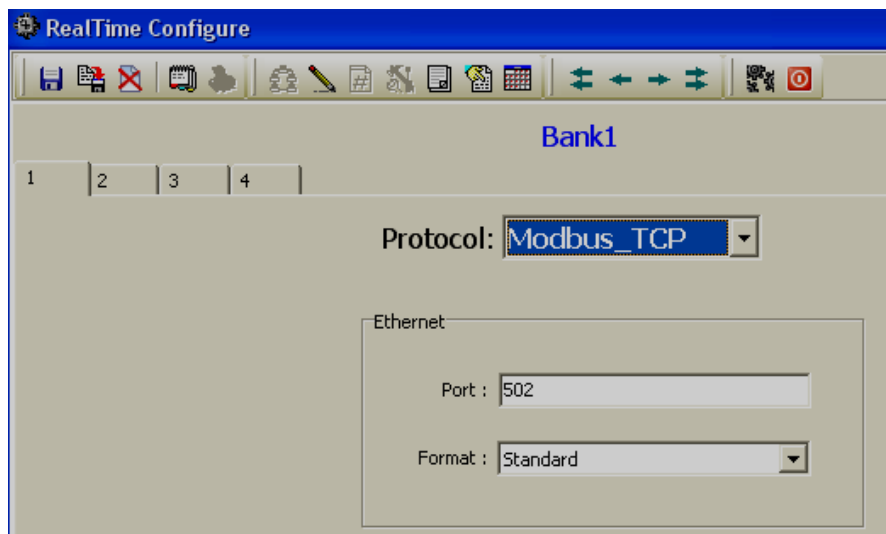 RealTime Configure
Bank1
1 2 3 4
Protocol: Modbus_TCP
Ethernet
Port : 502
Format : Standard